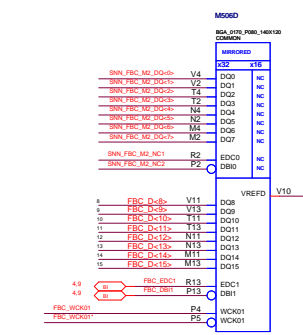 M506D
BGA_0170_P080_140X120
COMMON
MIRRORED
x32 x16
SNN_FBC_M2_DQ<0> V4 DQ0 NC
SNN_FBC_M2_DQ<1> V2 DQ1 NC
SNN_FBC_M2_DQ<2> T4 DQ2 NC
SNN_FBC_M2_DQ<3> T2 DQ3 NC
SNN_FBC_M2_DQ<4> N4 DQ4 NC
SNN_FBC_M2_DQ<5> N2 DQ5 NC
SNN_FBC_M2_DQ<6> M4 DQ6 NC
SNN_FBC_M2_DQ<7> M2 DQ7 NC
SNN_FBC_M2_NC1 R2 EDC0 NC
SNN_FBC_M2_NC2 P2 DBI0 NC
VREFD V10
8 FBC_D<8> V11 DQ8
9 FBC_D<9> V13 DQ9
10 FBC_D<10> T11 DQ10
11 FBC_D<11> T13 DQ11
12 FBC_D<12> N11 DQ12
13 FBC_D<13> N13 DQ13
14 FBC_D<14> M11 DQ14
15 FBC_D<15> M13 DQ15
4,9 BI FBC_EDC1 R13 EDC1
4,9 BI FBC_DBI1 P13 DBI1
FBC_WCK01 P4 WCK01
FBC_WCK01* P5 WCK01